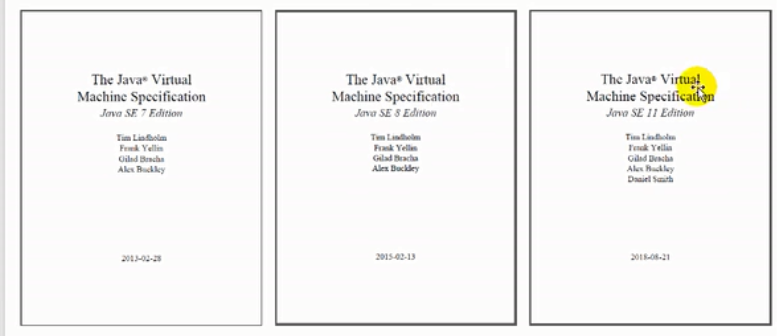 The Java® Virtual
Machine Specification
Java SE 7 Edition
Tim Lindholm
Frank Yellin
Gilad Bracha
Alex Buckley
2013-02-28
The Java® Virtual
Machine Specification
Java SE 8 Edition
Tim Lindholm
Frank Yellin
Gilad Bracha
Alex Buckley
2015-02-13
The Java® Virtual
Machine Specification
Java SE 11 Edition
Tim Lindholm
Frank Yellin
Gilad Bracha
Alex Buckley
Daniel Smith
2018-08-21